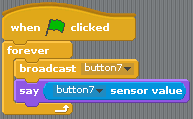 when clicked
forever
broadcast button7
say button7 sensor value